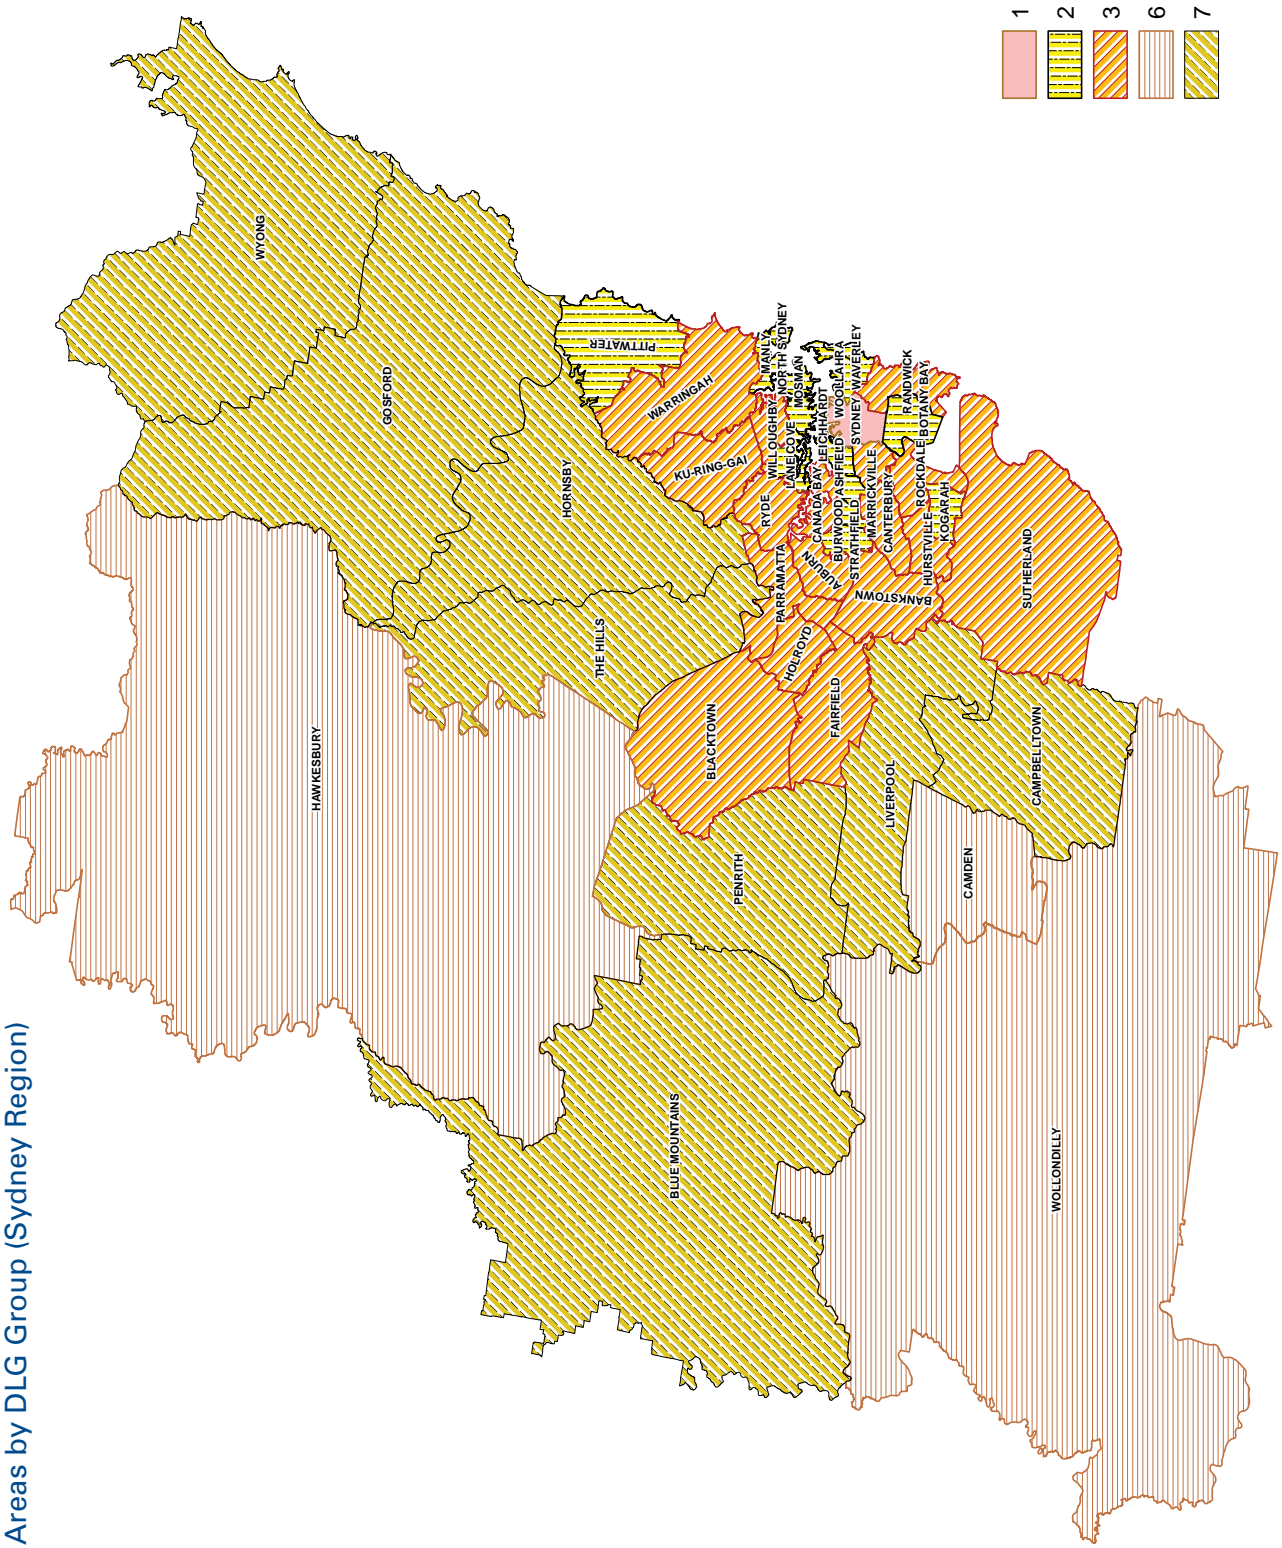 Areas by DLG Group (Sydney Region)
1
2
3
6
7
WYONG
GOSFORD
HORNSBY
PITTWATER
WARRINGAH
KU-RING-GAI
HAWKESBURY
THE HILLS
MANLY
NORTH SYDNEY
WILLOUGHBY
MOSMAN
LANE COVE
RYDE
LEICHHARDT
WOOLLAHRA
WAVERLEY
SYDNEY
CANADA BAY
BURWOOD
ASHFIELD
STRATHFIELD
MARRICKVILLE
CANTERBURY
RANDWICK
BOTANY BAY
ROCKDALE
HURSTVILLE
KOGARAH
PARRAMATTA
AUBURN
BANKSTOWN
HOLROYD
FAIRFIELD
BLACKTOWN
SUTHERLAND
PENRITH
LIVERPOOL
CAMPBELLTOWN
CAMDEN
BLUE MOUNTAINS
WOLLONDILLY